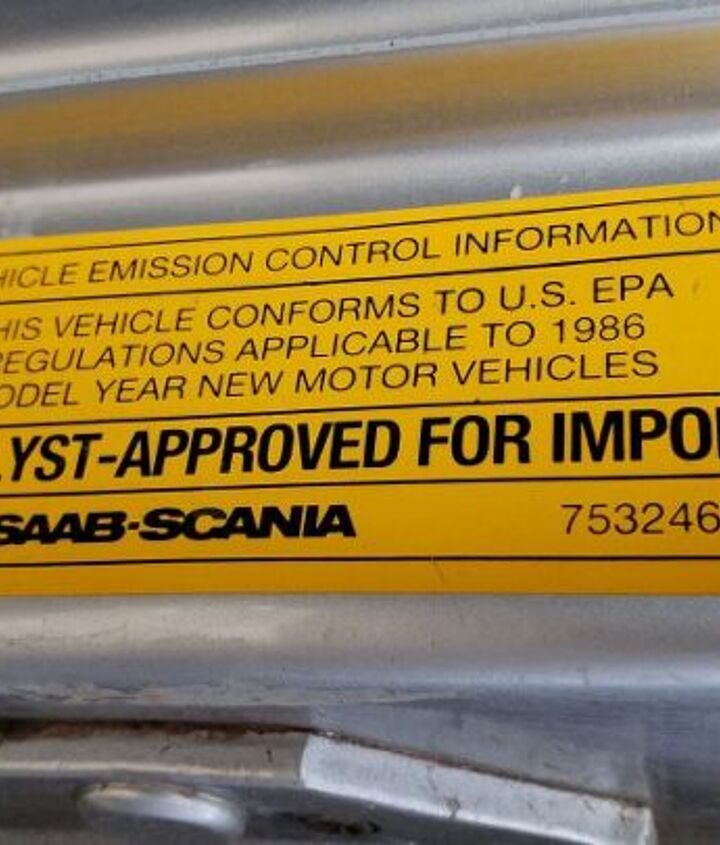 HICLE EMISSION CONTROL INFORMATION
HIS VEHICLE CONFORMS TO U.S. EPA
REGULATIONS APPLICABLE TO 1986
ODEL YEAR NEW MOTOR VEHICLES
LYST-APPROVED FOR IMPO
SAAB-SCANIA 753246